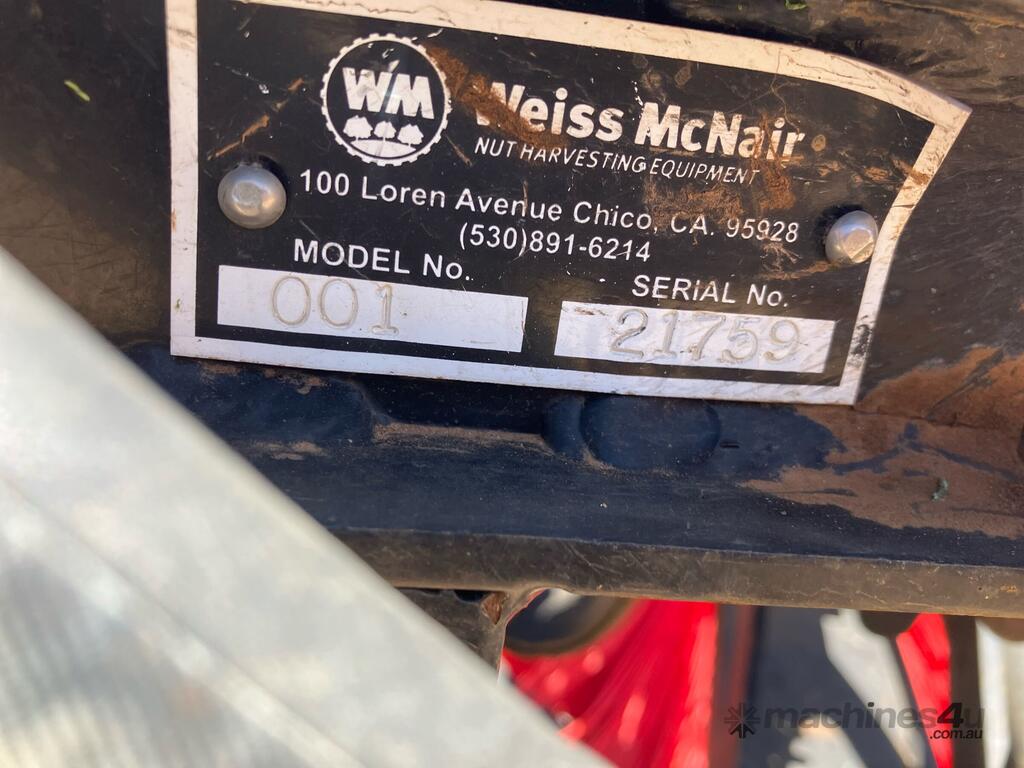 WM
Weiss McNair
NUT HARVESTING EQUIPMENT
100 Loren Avenue Chico, CA. 95928
(530)891-6214
MODEL No.
SERIAL No.
001
21759
machines4u
.com.au